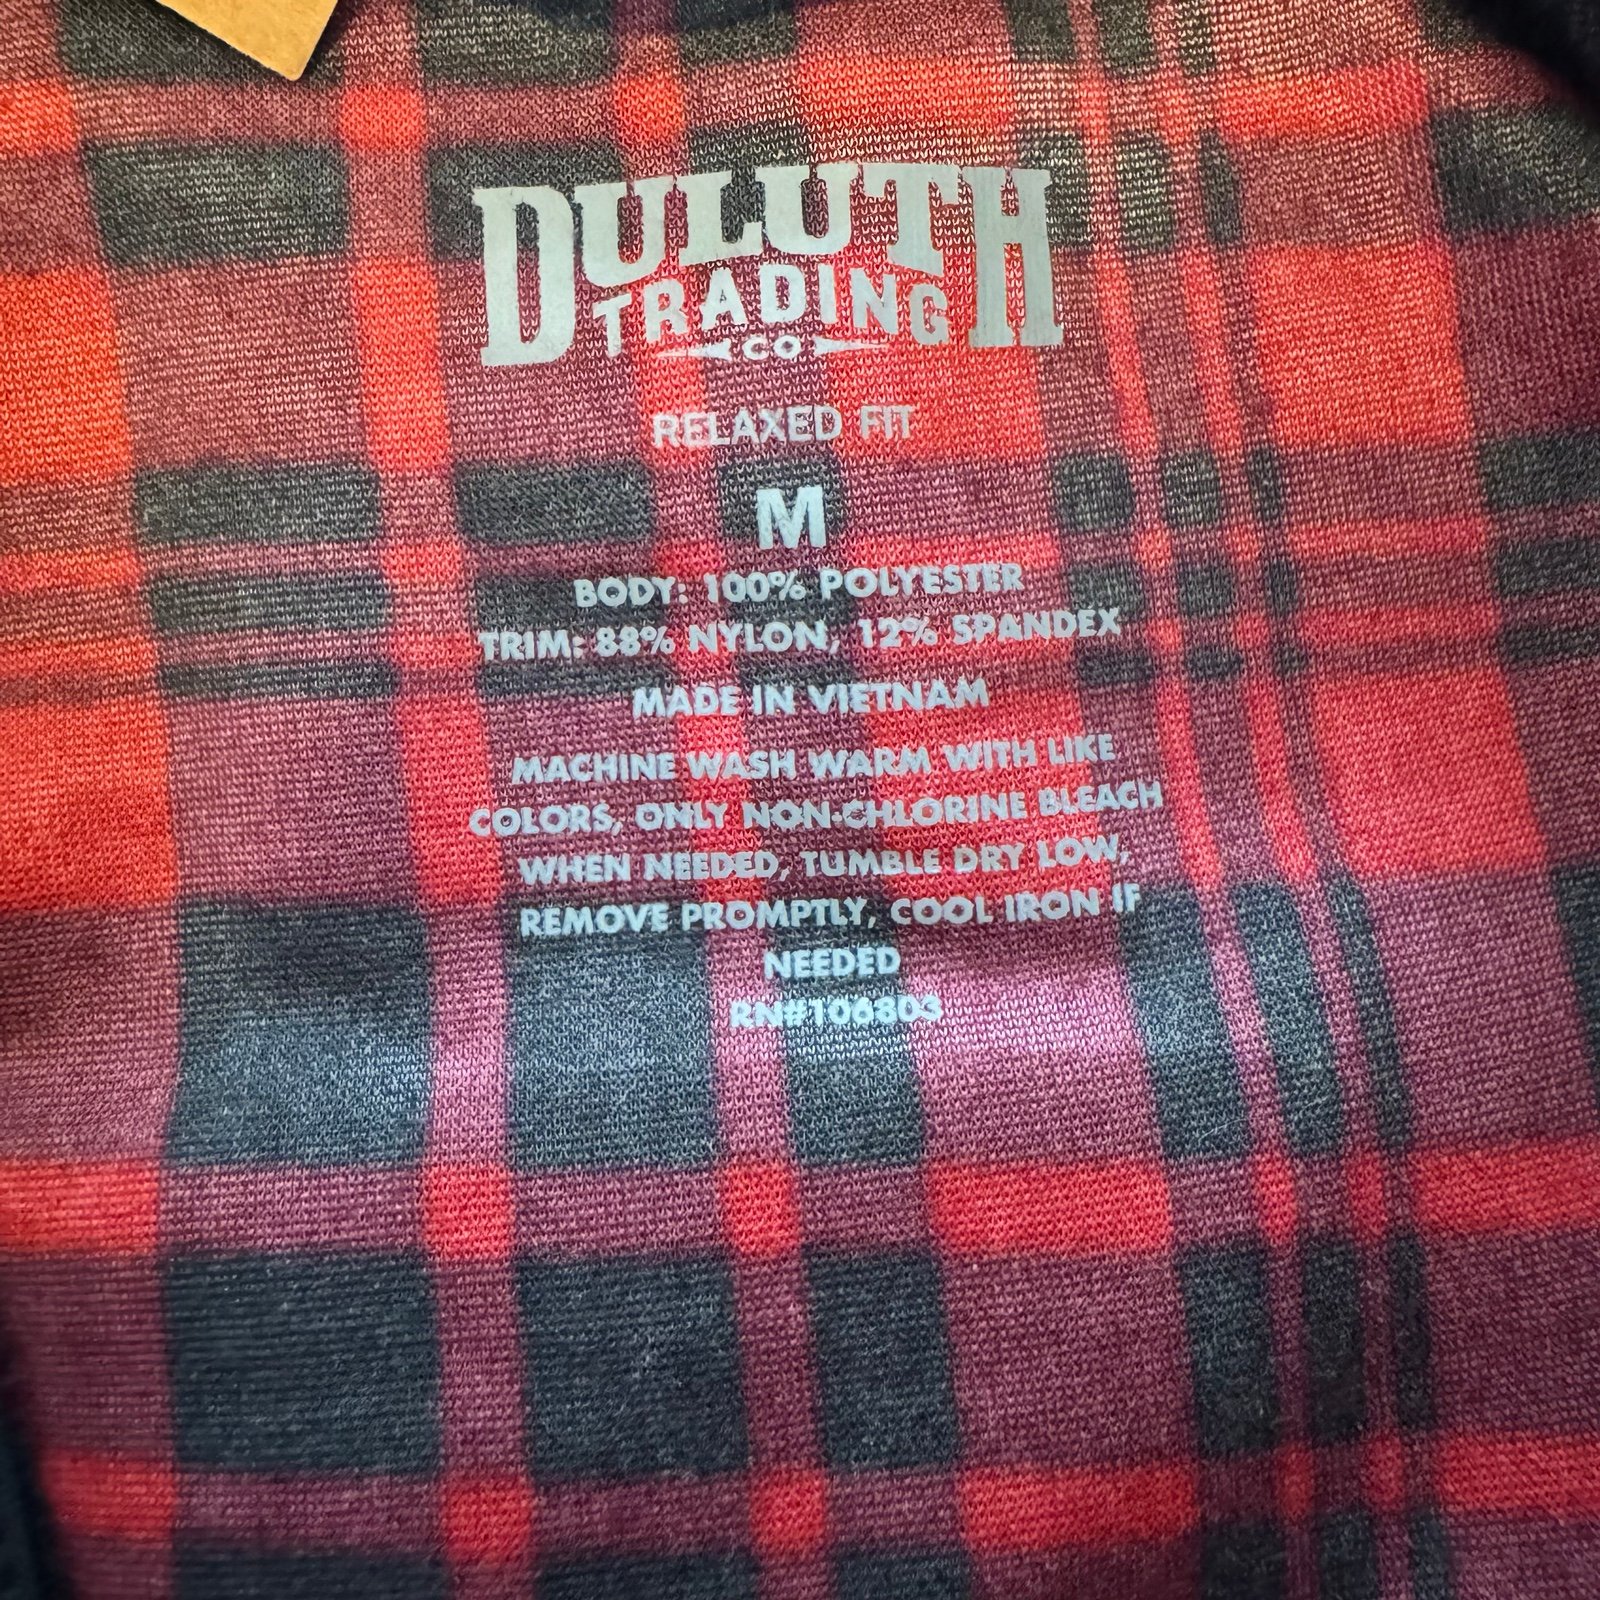 DULUTH
TRADING
CO
RELAXED FIT
M
BODY: 100% POLYESTER
TRIM: 88% NYLON, 12% SPANDEX
MADE IN VIETNAM
MACHINE WASH WARM WITH LIKE
COLORS, ONLY NON-CHLORINE BLEACH
WHEN NEEDED, TUMBLE DRY LOW,
REMOVE PROMPTLY, COOL IRON IF
NEEDED
RN#106803